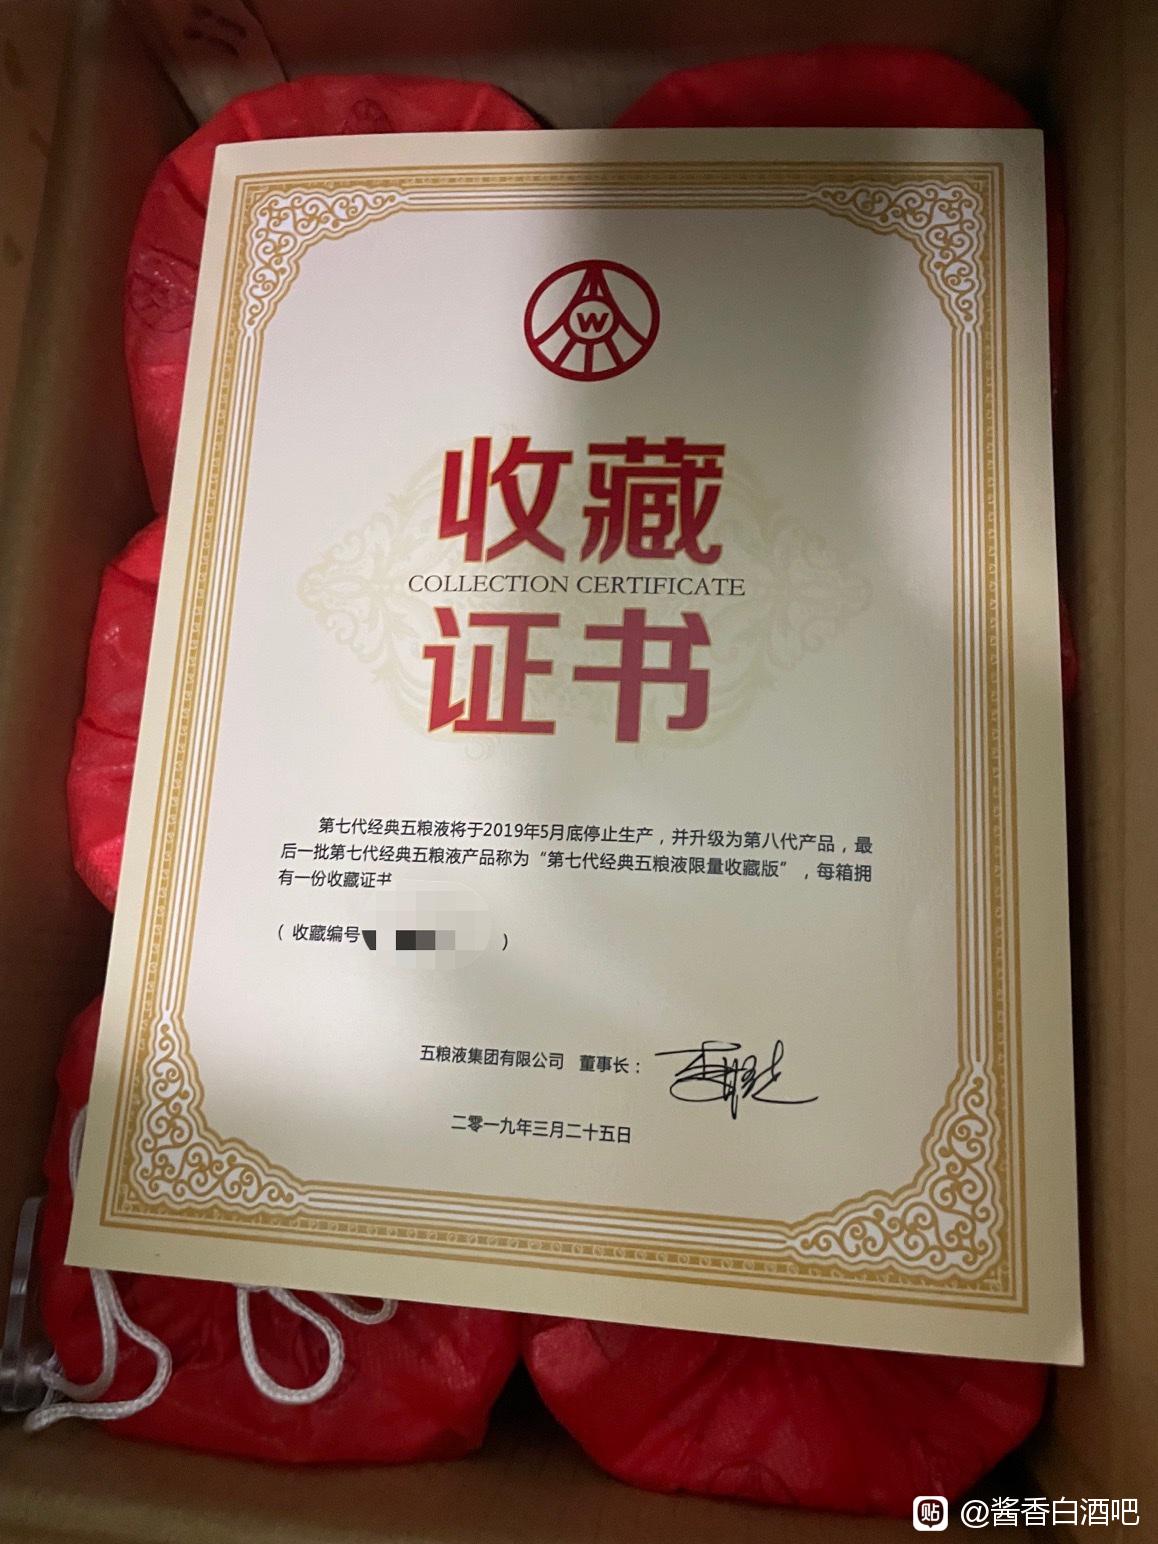 W
收藏
COLLECTION CERTIFICATE
证书
第七代经典五粮液将于2019年5月底停止生产，并升级为第八代产品，最
后一批第七代经典五粮液产品称为“第七代经典五粮液限量收藏版”，每箱拥
有一份收藏证书
（收藏编号 ）
五粮液集团有限公司 董事长：
二零一九年三月二十五日
贴 @酱香白酒吧